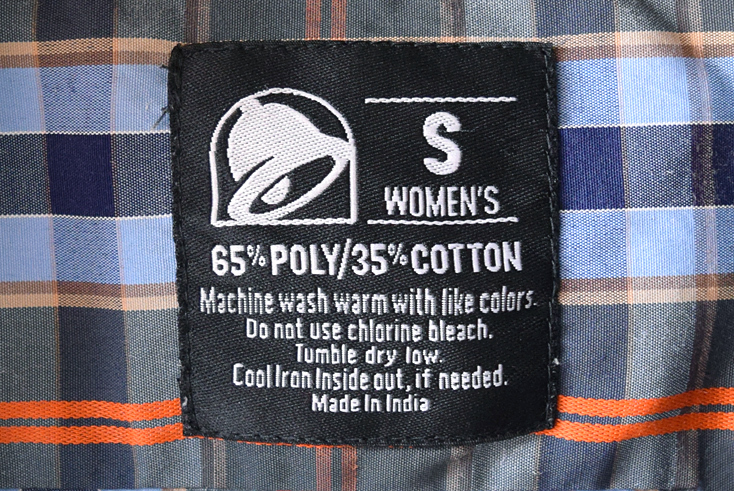 S
WOMEN'S
65% POLY/35% COTTON
Machine wash warm with like colors.
Do not use chlorine bleach.
Tumble dry low.
Cool Iron Inside out, if needed.
Made In India